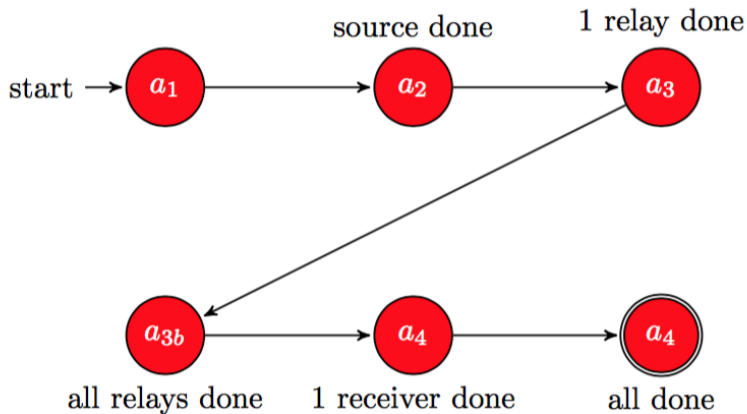 source done
1 relay done
start
a1
a2
a3
a3b
a4
a4
all relays done
1 receiver done
all done